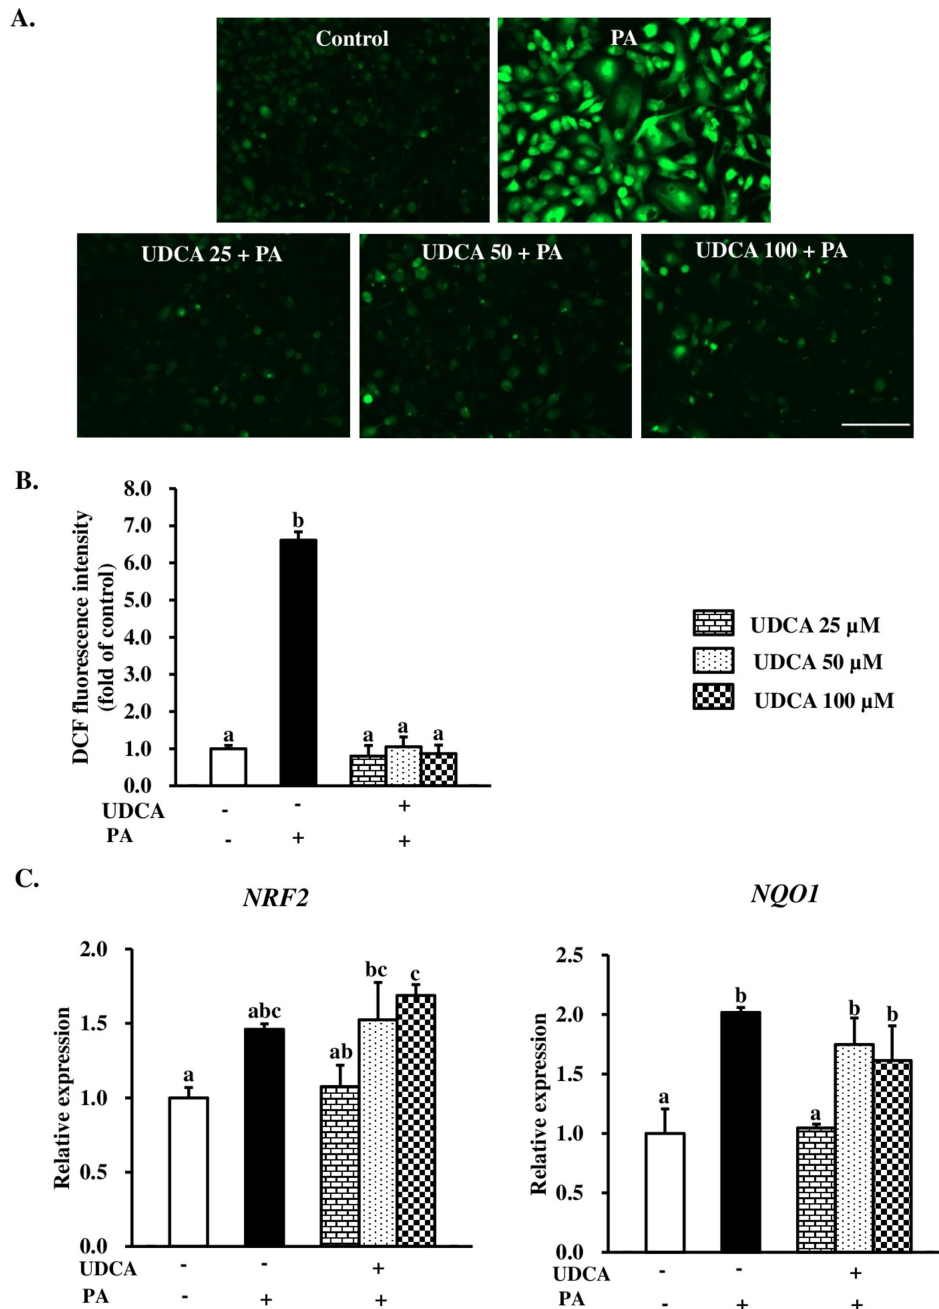 A.
Control
PA
UDCA 25 + PA
UDCA 50 + PA
UDCA 100 + PA
B.
DCF fluorescence intensity
(fold of control)
8.0
7.0
6.0
5.0
4.0
3.0
2.0
1.0
0.0
a
b
a
a
a
UDCA
-
-
+
PA
-
+
+
UDCA 25 µM
UDCA 50 µM
UDCA 100 µM
C.
NRF2
Relative expression
2.0
1.5
1.0
0.5
0.0
a
abc
ab
bc
c
UDCA
-
-
+
PA
-
+
+
NQO1
Relative expression
2.5
2.0
1.5
1.0
0.5
0.0
a
b
a
b
b
UDCA
-
-
+
PA
-
+
+